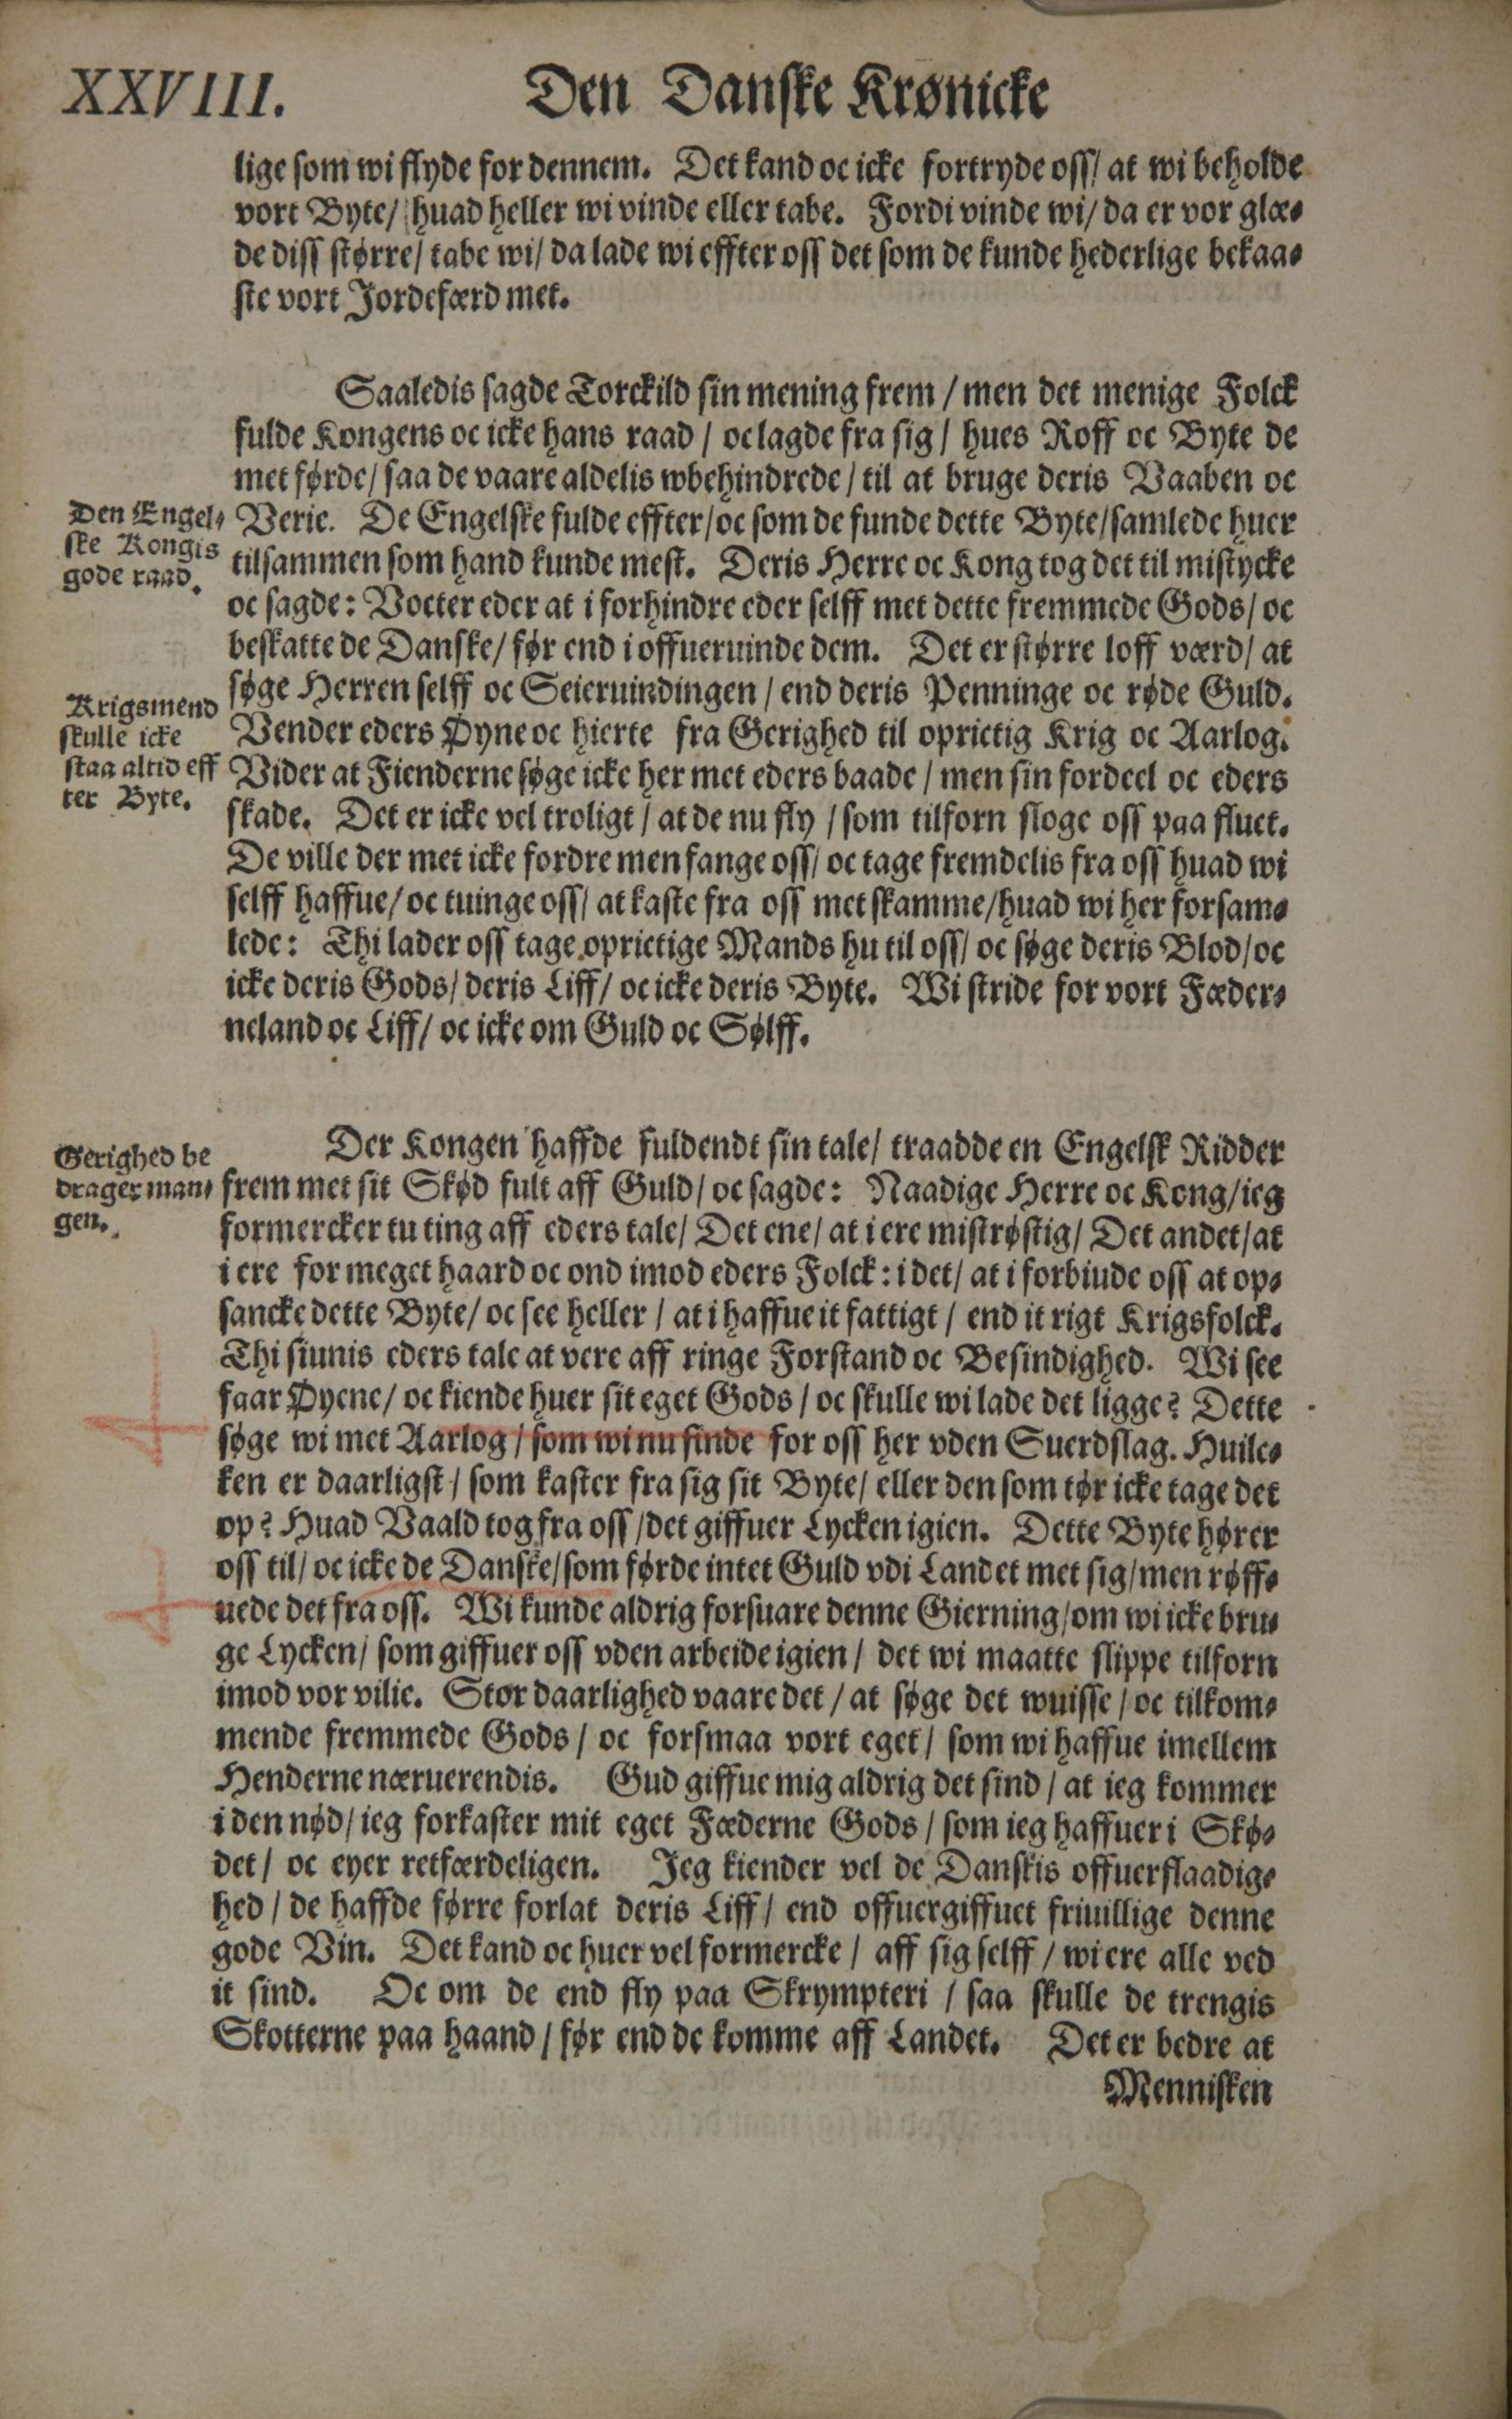 XXVIII. Den Danske Krønicke
lige som wi flyde for dennem. Det kand oc icke fortryde oss/ at wi beholde
vort Byte/ huad heller wi vinde eller tabe. Fordi vinde wi/ da er vor glæ-
de diss større/ tabe wi/ da lade wi effter oss det som de kunde hederlige bekaa-
ste vort Jordefærd met.
Saaledis sagde Torckild sin mening frem / men det menige Folck
fulde Kongens oc icke hans raad / oc lagde fra sig / hues Roff oc Byte de
met førde/ saa de vaare aldelis wbehindrede / til at bruge deris Vaaben oc
Den Engel-
ske Kongis
gode raad.
Verie. De Engelske fulde effter/ oc som de funde dette Byte/ samlede huer
tilsammen som hand kunde mest. Deris Herre oc Kong tog det til mistycke
oc sagde: Vocter eder at i forhindre eder selff met dette fremmede Gods/ oc
beskatte de Danske/ før end i offueruinde dem. Det er større loff værd/ at
søge Herren selff oc Seieruindingen / end deris Penninge oc røde Guld.
Krigsmend
skulle icke
staa altid eff
ter Byte.
Vender eders Øyne oc hierte fra Gerighed til oprictig Krig oc Aarlog.
Vider at Fienderne søge icke her met eders baade / men sin fordeel oc eders
skade. Det er icke vel troligt / at de nu fly / som tilforn sloge oss paa fluct.
De ville der met icke fordre men fange oss/ oc tage fremdelis fra oss huad wi
selff haffue/ oc tuinge oss/ at kaste fra oss met skamme/ huad wi her forsam-
lede: Thi lader oss tage oprictige Mands hu til oss/ oc søge deris Blod/ oc
icke deris Gods/ deris Liff/ oc icke deris Byte. Wi stride for vort Fæder-
neland oc Liff/ oc icke om Guld oc Sølff.
Gerighed be
drager man-
gen.
Der Kongen haffde fuldendt sin tale/ traadde en Engelsk Ridder
frem met sit Skød fult aff Guld/ oc sagde: Naadige Herre oc Kong/ ieg
formercker tu ting aff eders tale/ Det ene/ at i ere mistrøstig/ Det andet/ at
i ere for meget haard oc ond imod eders Folck: i det/ at i forbiude oss at op-
sancke dette Byte/ oc see heller / at i haffue it fattigt / end it rigt Krigsfolck.
Thi siunis eders tale at vere aff ringe Forstand oc Besindighed. Wi see
faar Øyene/ oc kiende huer sit eget Gods / oc skulle wi lade det ligge? Dette
søge wi met Aarlog / som wi nu finde for oss her vden Suerdslag. Huile-
ken er daarligst / som kaster fra sig sit Byte/ eller den som tør icke tage det
op? Huad Vaald tog fra oss / det giffuer Lycken igien. Dette Byte hører
oss til/ oc icke de Danske/ som førde intet Guld vdi Landet met sig/ men røff-
uede det fra oss. Wi kunde aldrig forsuare denne Gierning/ om wi icke bru-
ge Lycken/ som giffuer oss vden arbeide igien / det wi maatte slippe tilforn
imod vor vilie. Stor daarlighed vaare det / at søge det wuisse / oc tilkom-
mende fremmede Gods / oc forsmaa vort eget / som wi haffue imellem
Henderne næruerendis. Gud giffue mig aldrig det sind / at ieg kommer
i den nød/ ieg forkaster mit eget Fæderne Gods / som ieg haffuer i Skø-
det / oc eyer retfærdeligen. Jeg kiender vel de Danskis offuerflaadig-
hed / de haffde førre forlat deris Liff / end offuergiffuet friuillige denne
gode Vin. Det kand oc huer vel formercke / aff sig selff / wi ere alle ved
it sind. Oc om de end fly paa Skrympteri / saa skulle de trengis
Skotterne paa haand / før end de komme aff Landet. Det er bedre at
Mennisken